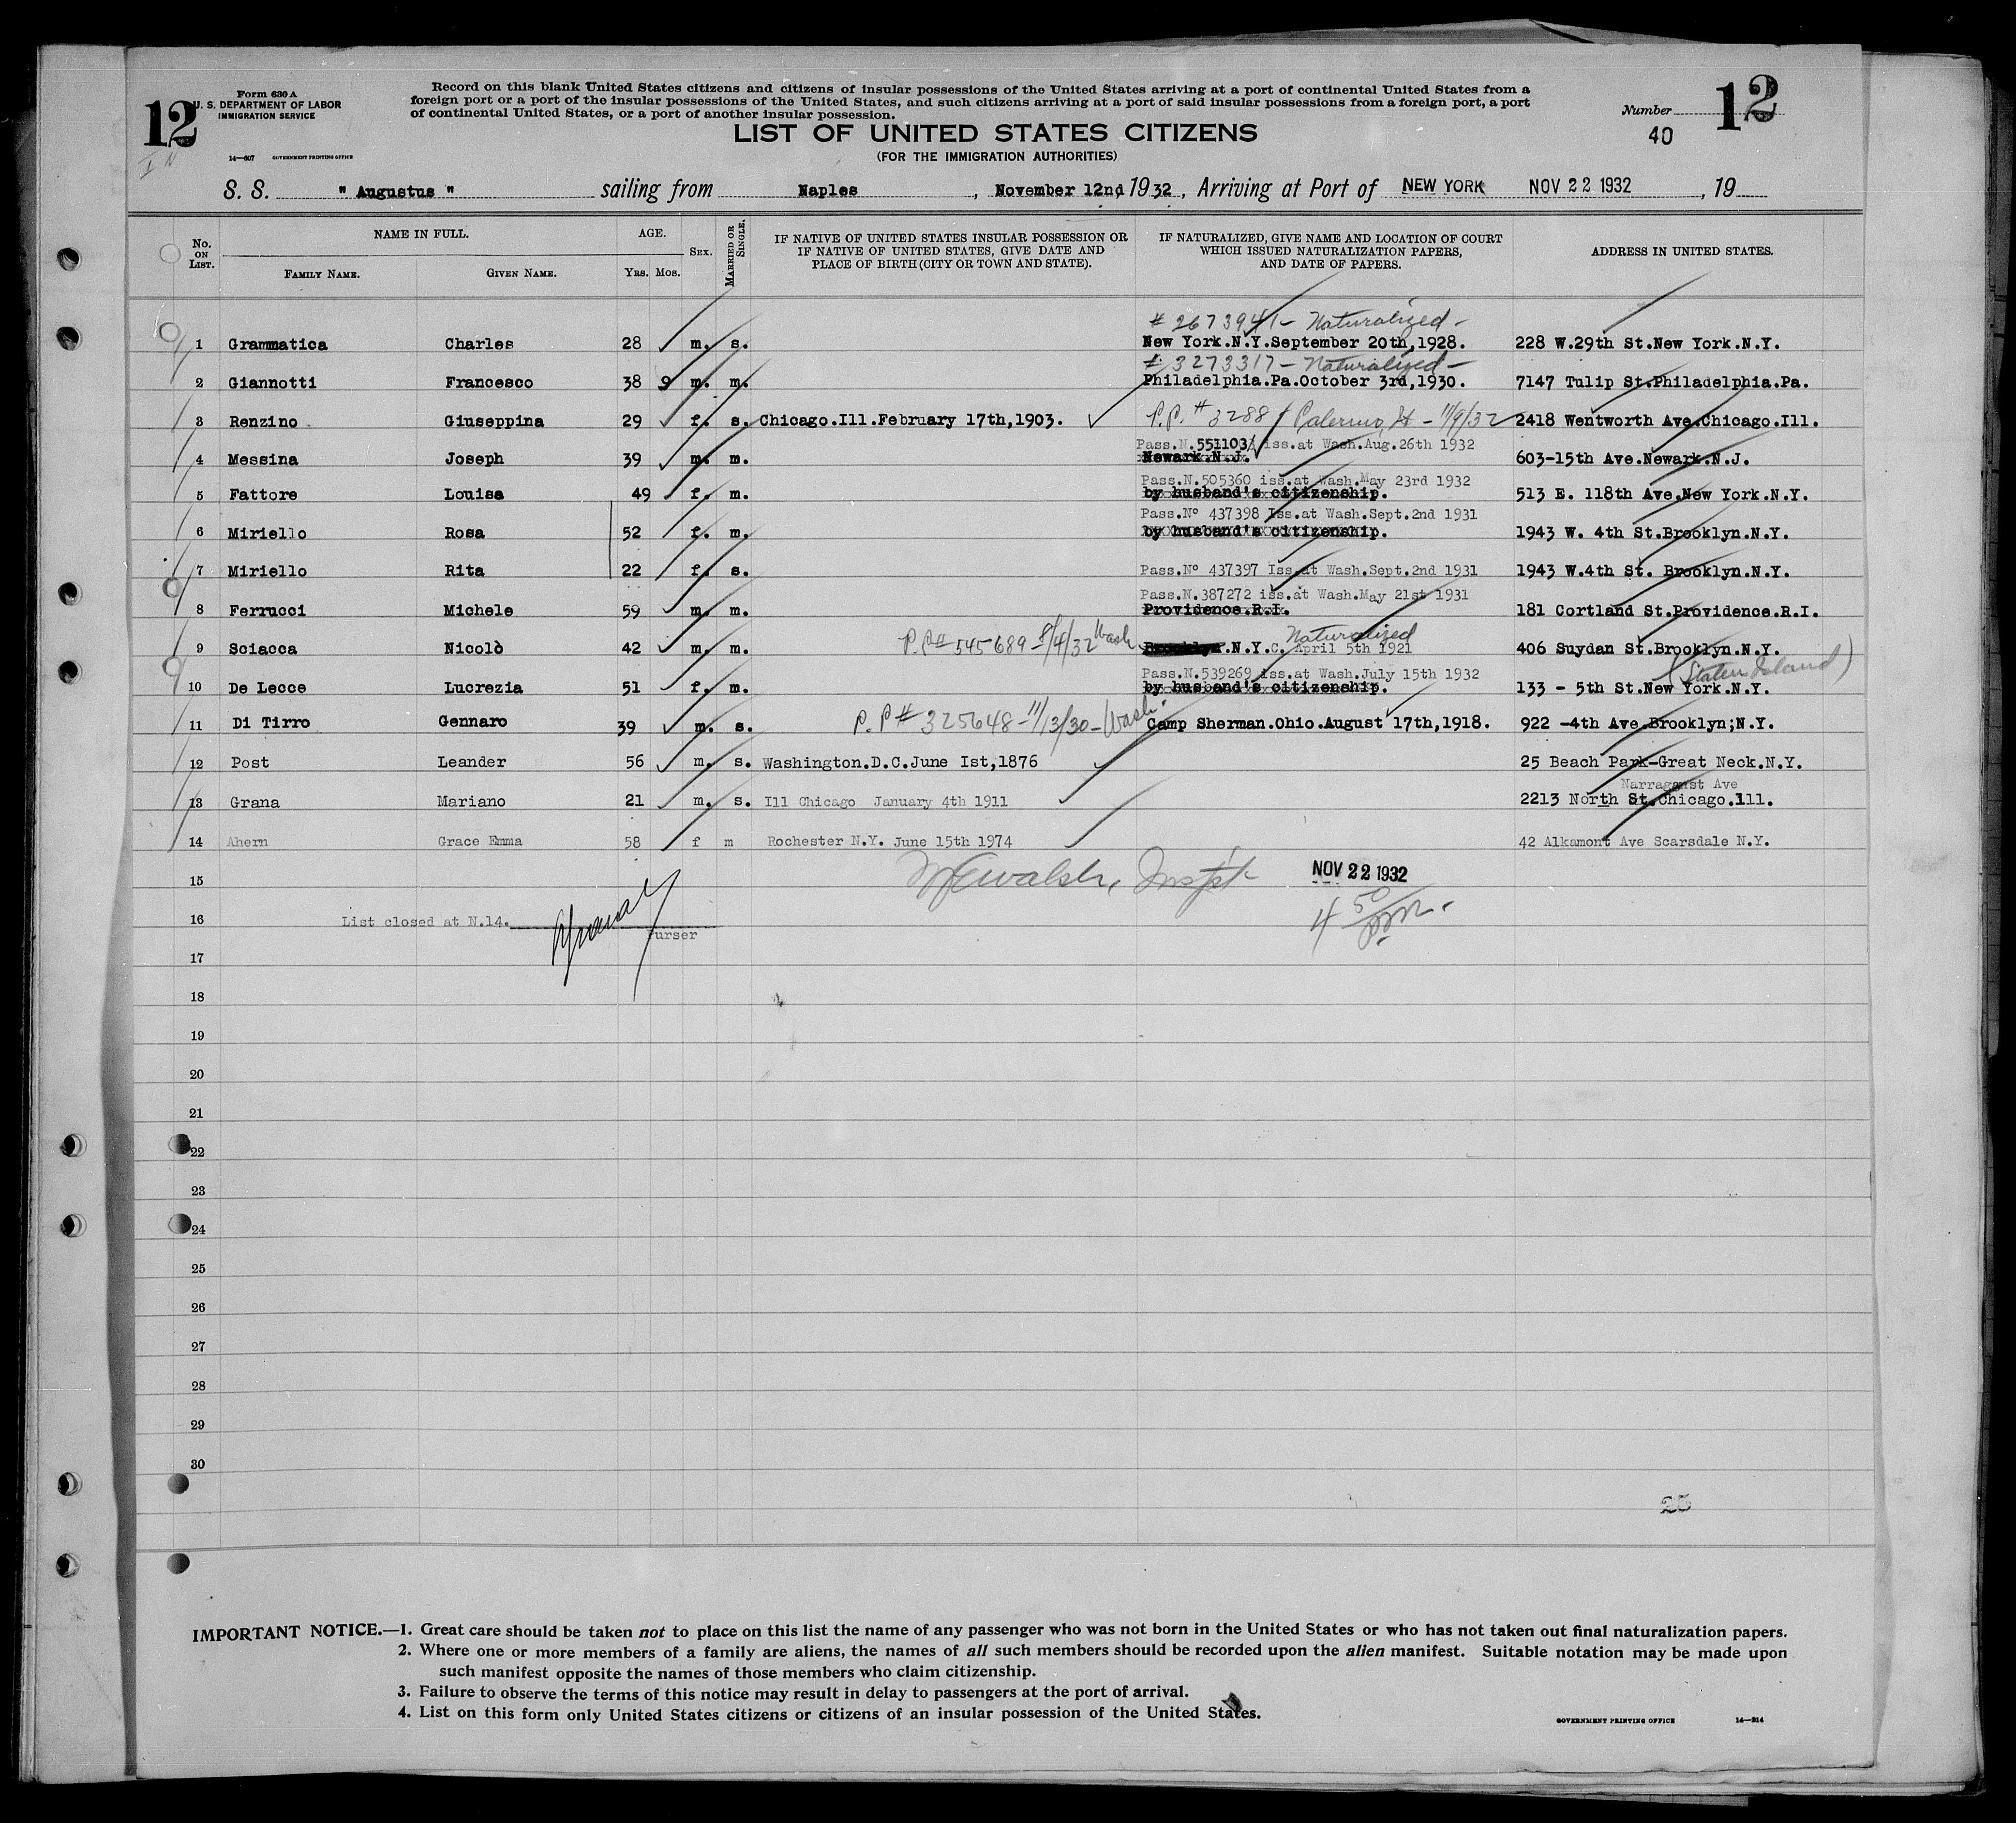 12
Form 630 A
U. S. DEPARTMENT OF LABOR
IMMIGRATION SERVICE
14—607 GOVERNMENT PRINTING OFFICE
Record on this blank United States citizens and citizens of insular possessions of the United States arriving at a port of continental United States from a
foreign port or a port of the insular possessions of the United States, and such citizens arriving at a port of said insular possessions from a foreign port, a port
of continental United States, or a port of another insular possession.
Number 12
40
LIST OF UNITED STATES CITIZENS
(FOR THE IMMIGRATION AUTHORITIES)
S. S. " Augustus " sailing from Naples , November 12nd, 1932 , Arriving at Port of NEW YORK NOV 22 1932 , 19
No. ON LIST. NAME IN FULL. AGE. SEX. MARRIED OR SINGLE. IF NATIVE OF UNITED STATES INSULAR POSSESSION OR IF NATIVE OF UNITED STATES, GIVE DATE AND PLACE OF BIRTH (CITY OR TOWN AND STATE). IF NATURALIZED, GIVE NAME AND LOCATION OF COURT WHICH ISSUED NATURALIZATION PAPERS, AND DATE OF PAPERS. ADDRESS IN UNITED STATES.
FAMILY NAME. GIVEN NAME. YRS. MOS.
# 2673941 - Naturalized -
1 Grammatica Charles 28 m. s. New York.N.Y.September 20th,1928. 228 W.29th St.New York.N.Y.
# 3273317 - Naturalized -
2 Giannotti Francesco 38 9 m. m. Philadelphia.Pa.October 3rd,1930. 7147 Tulip St.Philadelphia.Pa.
3 Renzino Giuseppina 29 f. s. Chicago.Ill.February 17th,1903. P.P. # 3288 Palermo, It - 11/9/32 2418 Wentworth Ave.Chicago.Ill.
Pass.N.551103 iss.at Wash.Aug.26th 1932
4 Messina Joseph 39 m. m. Newark.N.J. 603-15th Ave.Newark.N.J.
Pass.N.505360 iss.at Wash.May 23rd 1932
5 Fattore Louisa 49 f. m. by husband's citizenship. 513 E. 118th Ave.New York.N.Y.
Pass.Nº 437398 Iss.at Wash.Sept.2nd 1931
6 Miriello Rosa 52 f. m. by husband's citizenship. 1943 W. 4th St.Brooklyn.N.Y.
7 Miriello Rita 22 f. s. Pass.Nº 437397 Iss.at Wash.Sept.2nd 1931 1943 W.4th St. Brooklyn.N.Y.
Pass.N.387272 iss.at Wash.May 21st 1931
8 Ferrucci Michele 59 m. m. Providence.R.I. 181 Cortland St.Providence.R.I.
Naturalized
9 Sciacca Nicolò 42 m. m. P.P.# 545689 - 8/4/32 Wash Brooklyn.N.Y.C. April 5th 1921 406 Suydan St.Brooklyn.N.Y.
Pass.N.539269 iss.at Wash.July 15th 1932 (Staten Island)
10 De Lecce Lucrezia 51 f. m. by husband's citizenship. 133 - 5th St.New York.N.Y.
11 Di Tirro Gennaro 39 m. s. P.P# 325648 - 11/13/30 - Wash. Camp Sherman.Ohio.August 17th,1918. 922 -4th Ave.Brooklyn;N.Y.
12 Post Leander 56 m. s. Washington.D.C.June Ist,1876 25 Beach Park-Great Neck.N.Y.
Narraganst Ave
13 Grana Mariano 21 m. s. Ill Chicago January 4th 1911 2213 North St.Chicago.Ill.
14 Ahern Grace Emma 58 f m Rochester N.Y. June 15th 1974 42 Alkamont Ave Scarsdale N.Y.
15 Walsh, Inspt NOV 22 1932
16 List closed at N.14. 4 50 pm.
Purser
17
18
19
20
21
22
23
24
25
26
27
28
29
30
25
IMPORTANT NOTICE.—1. Great care should be taken not to place on this list the name of any passenger who was not born in the United States or who has not taken out final naturalization papers.
2. Where one or more members of a family are aliens, the names of all such members should be recorded upon the alien manifest. Suitable notation may be made upon
such manifest opposite the names of those members who claim citizenship.
3. Failure to observe the terms of this notice may result in delay to passengers at the port of arrival.
4. List on this form only United States citizens or citizens of an insular possession of the United States.
GOVERNMENT PRINTING OFFICE 14—214